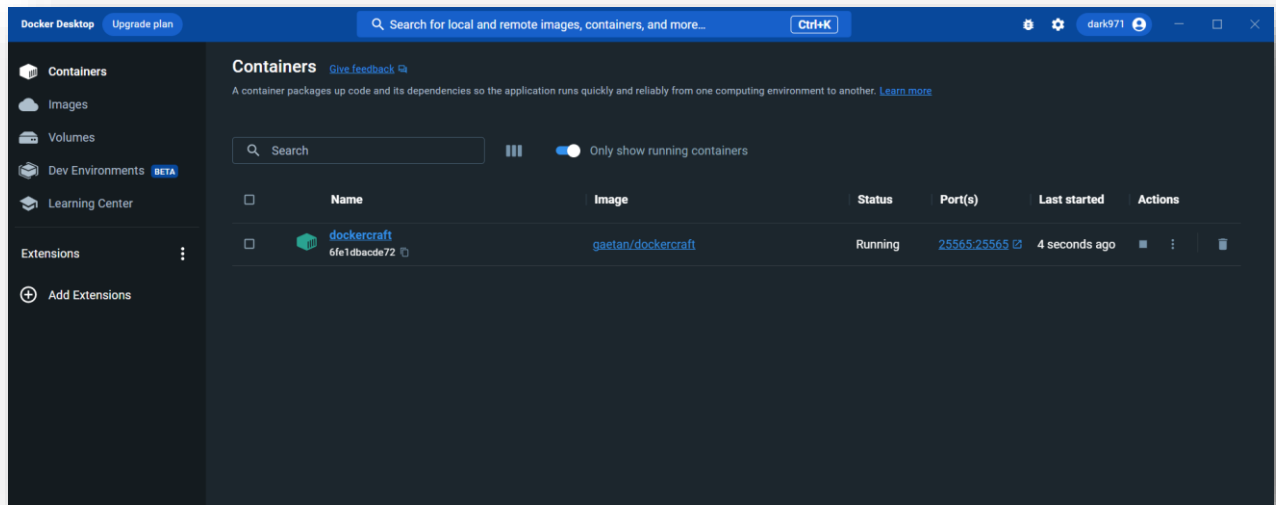 Docker Desktop Upgrade plan Search for local and remote images, containers, and more... Ctrl+K dark971
Containers
Images
Volumes
Dev Environments BETA
Learning Center
Extensions
Add Extensions
Containers Give feedback
A container packages up code and its dependencies so the application runs quickly and reliably from one computing environment to another. Learn more
Search Only show running containers
Name Image Status Port(s) Last started Actions
dockercraft gaetan/dockercraft Running 25565:25565 4 seconds ago
6fe1dbacde72